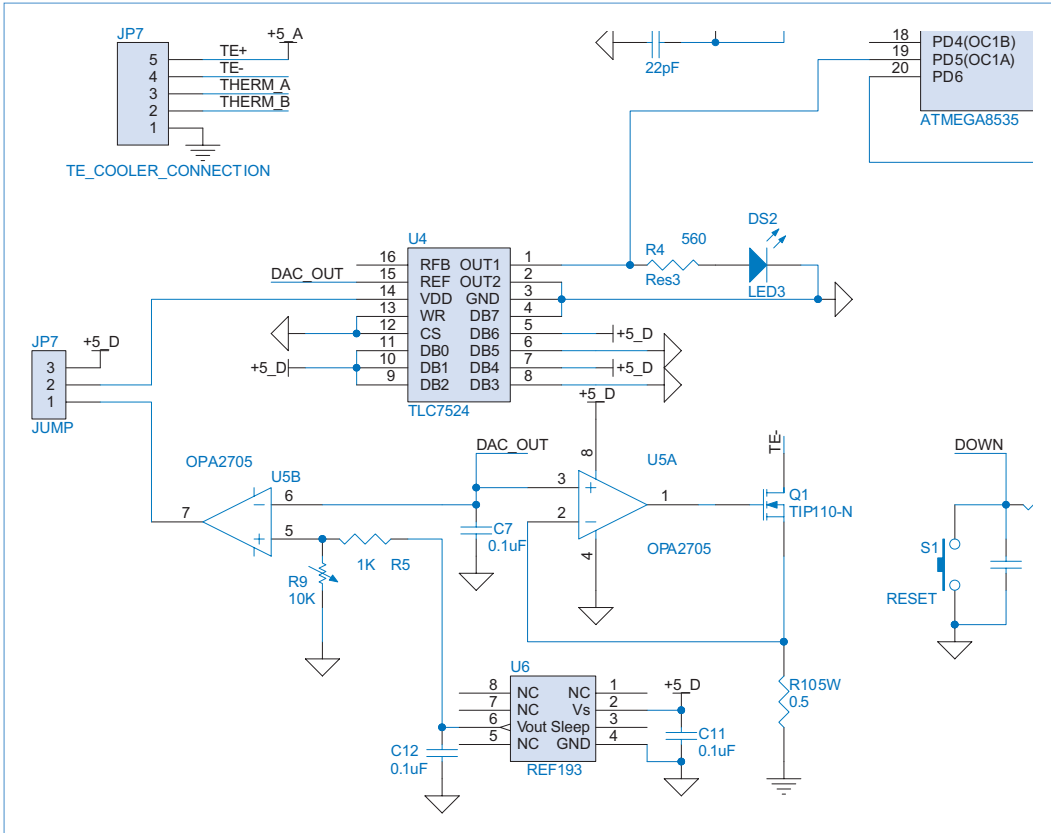 JP7
+5_A
5 TE+
4 TE-
3 THERM_A
2 THERM_B
1
TE_COOLER_CONNECTION
22pF
18 PD4(OC1B)
19 PD5(OC1A)
20 PD6
ATMEGA8535
U4
DAC_OUT
16 RFB OUT1 1
15 REF OUT2 2
14 VDD GND 3
13 WR DB7 4
12 CS DB6 5 +5_D
11 DB0 DB5 6
+5_D 10 DB1 DB4 7 +5_D
9 DB2 DB3 8
TLC7524
R4 560
Res3
DS2
LED3
JP7
+5_D
3
2
1
JUMP
OPA2705
U5B
7
6
5
DAC_OUT
C7
0.1uF
1K R5
R9
10K
+5_D
8
U5A
3
2
1
4
OPA2705
TE-
Q1
TIP110-N
DOWN
S1
RESET
U6
8 NC NC 1
7 NC Vs 2
6 Vout Sleep 3
5 NC GND 4
REF193
+5_D
C11
0.1uF
C12
0.1uF
R105W
0.5